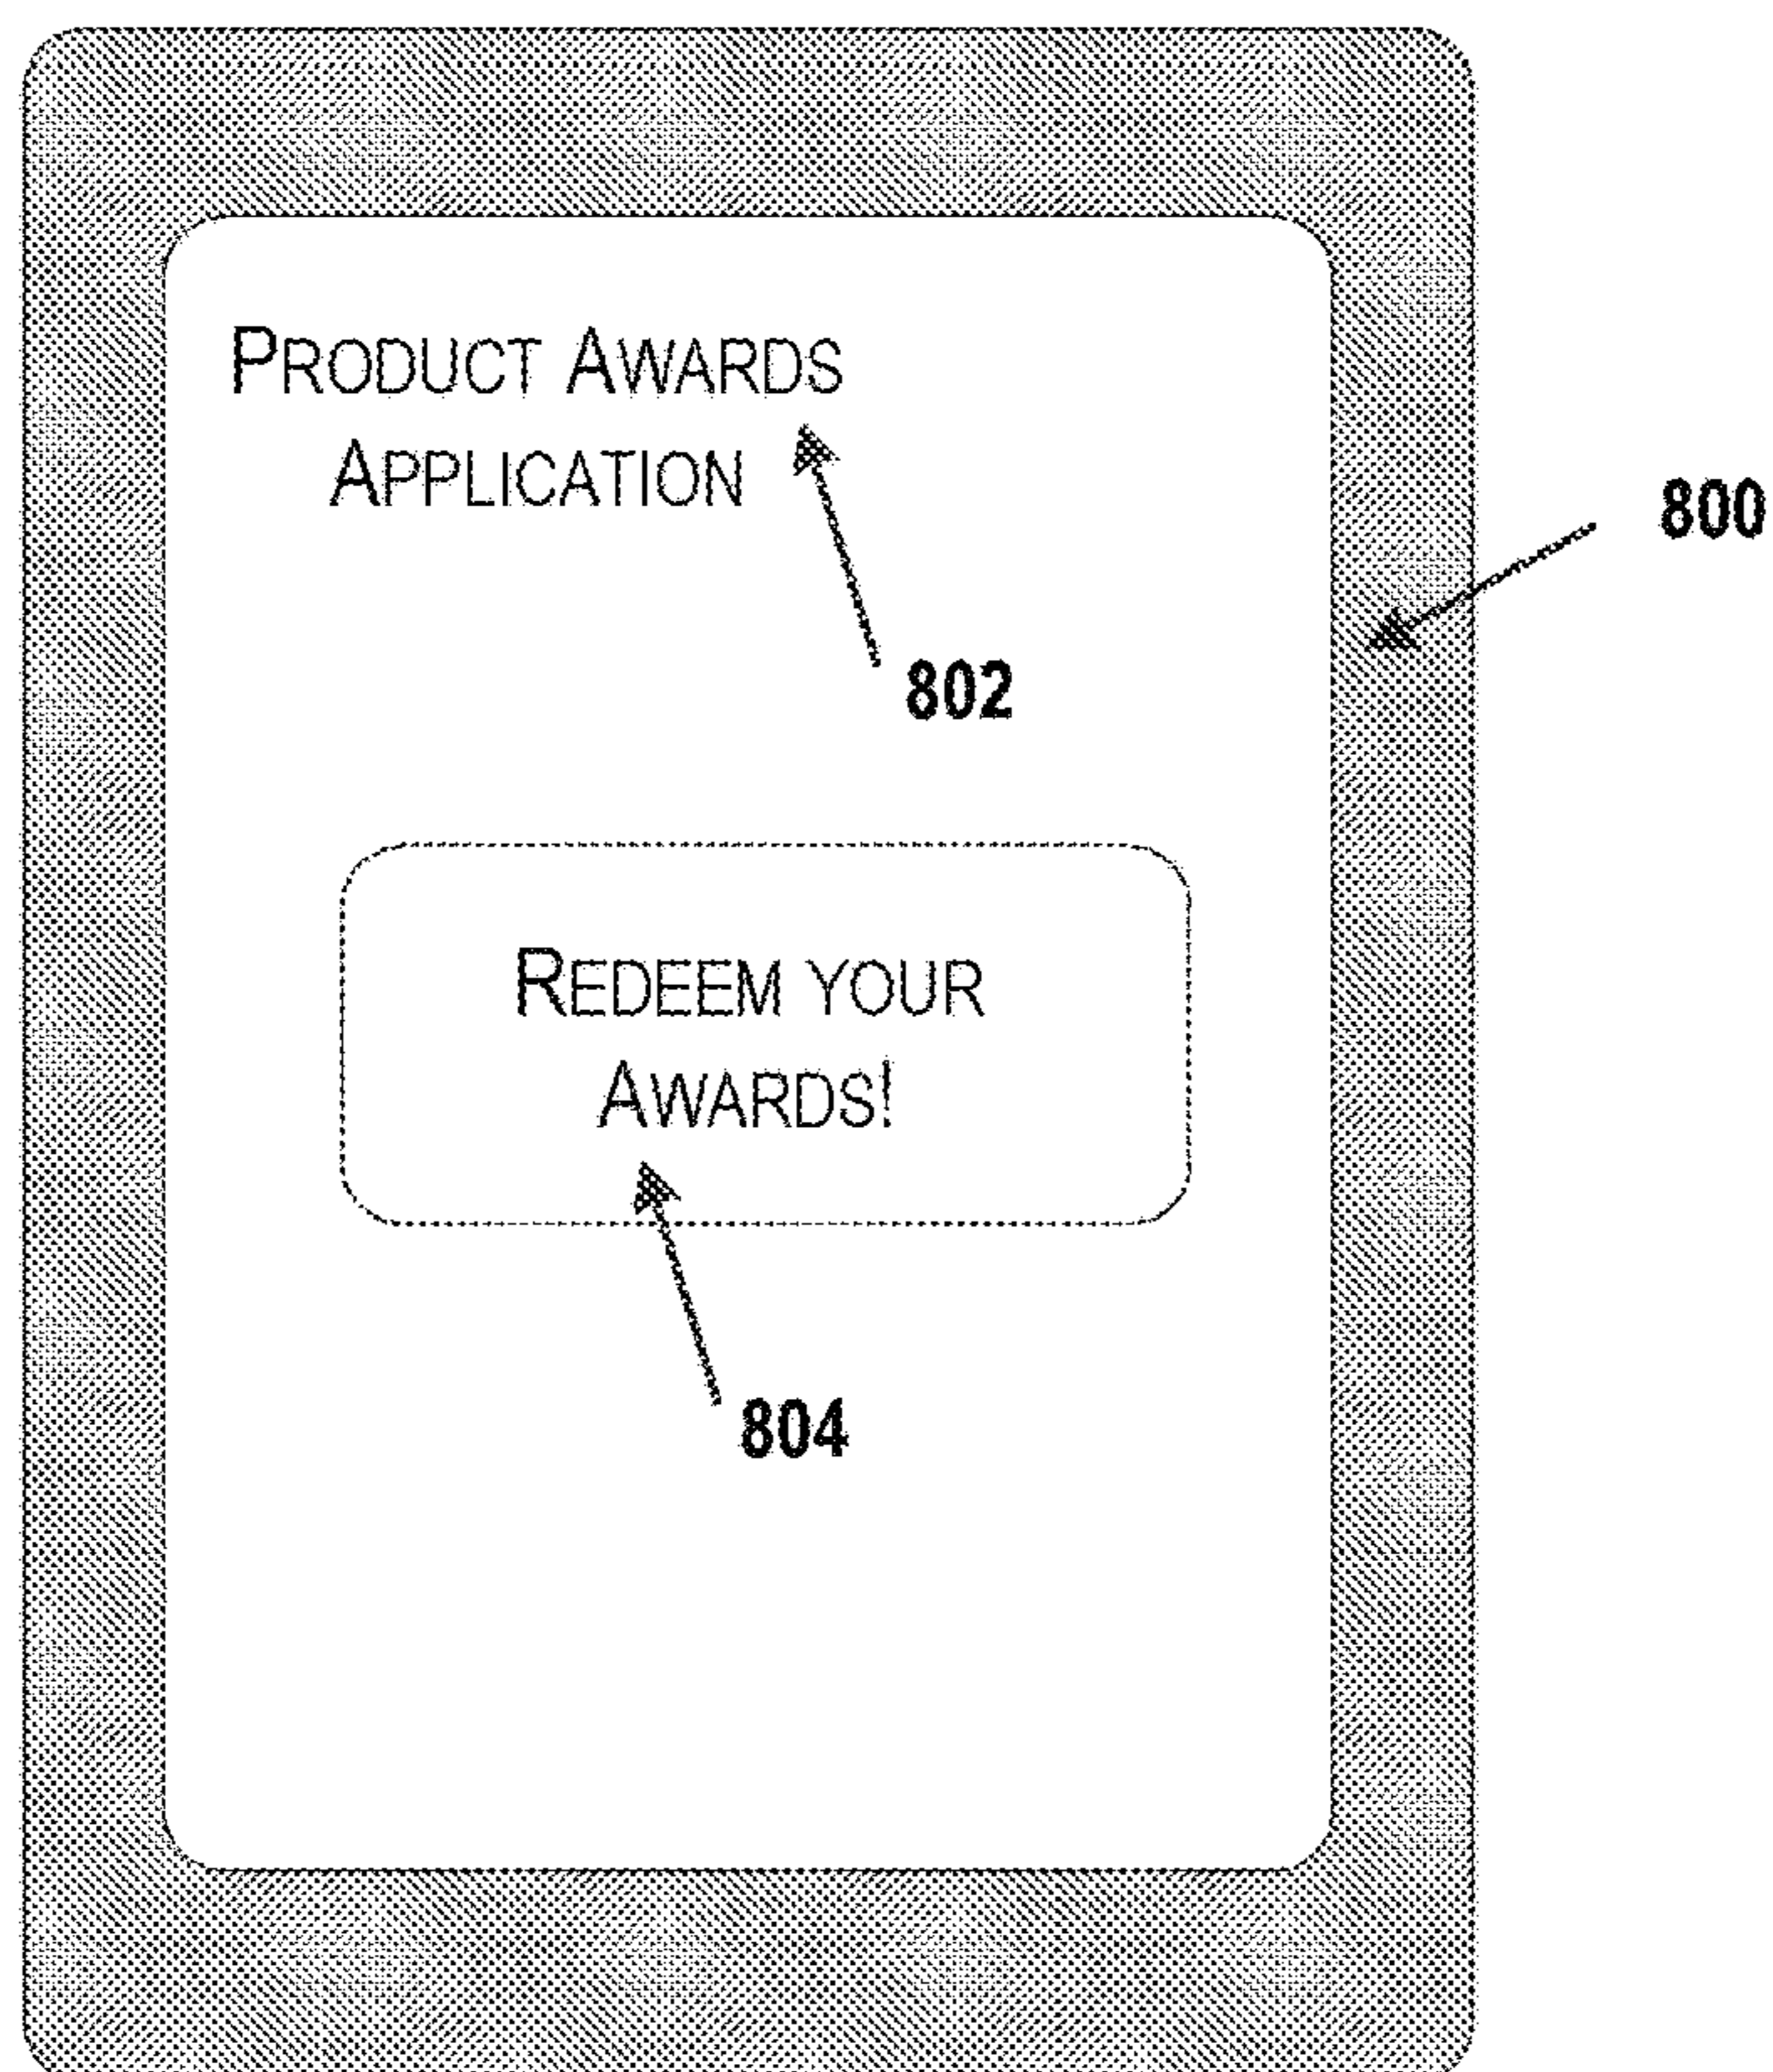 PRODUCT AWARDS
APPLICATION
800
802
REDEEM YOUR
AWARDS!
804